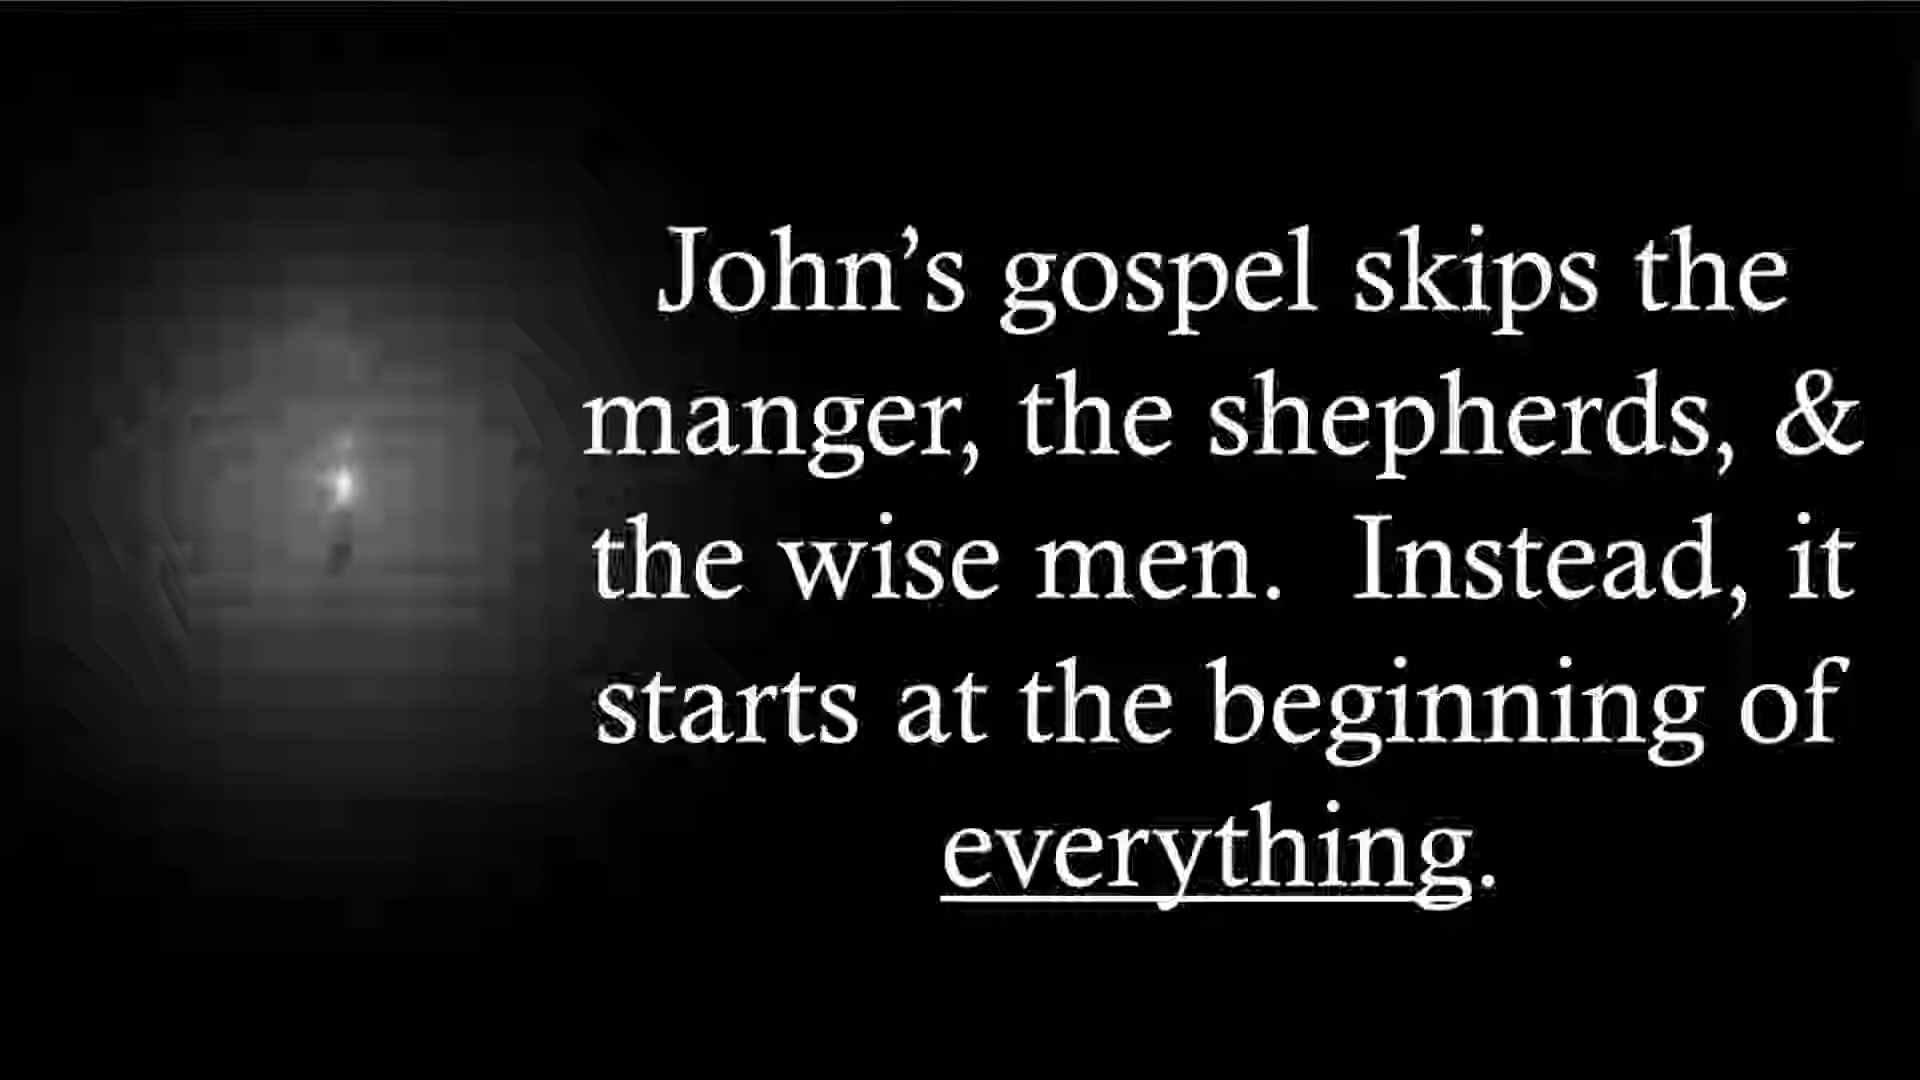 John’s gospel skips the
manger, the shepherds, &
the wise men.  Instead, it
starts at the beginning of
everything.